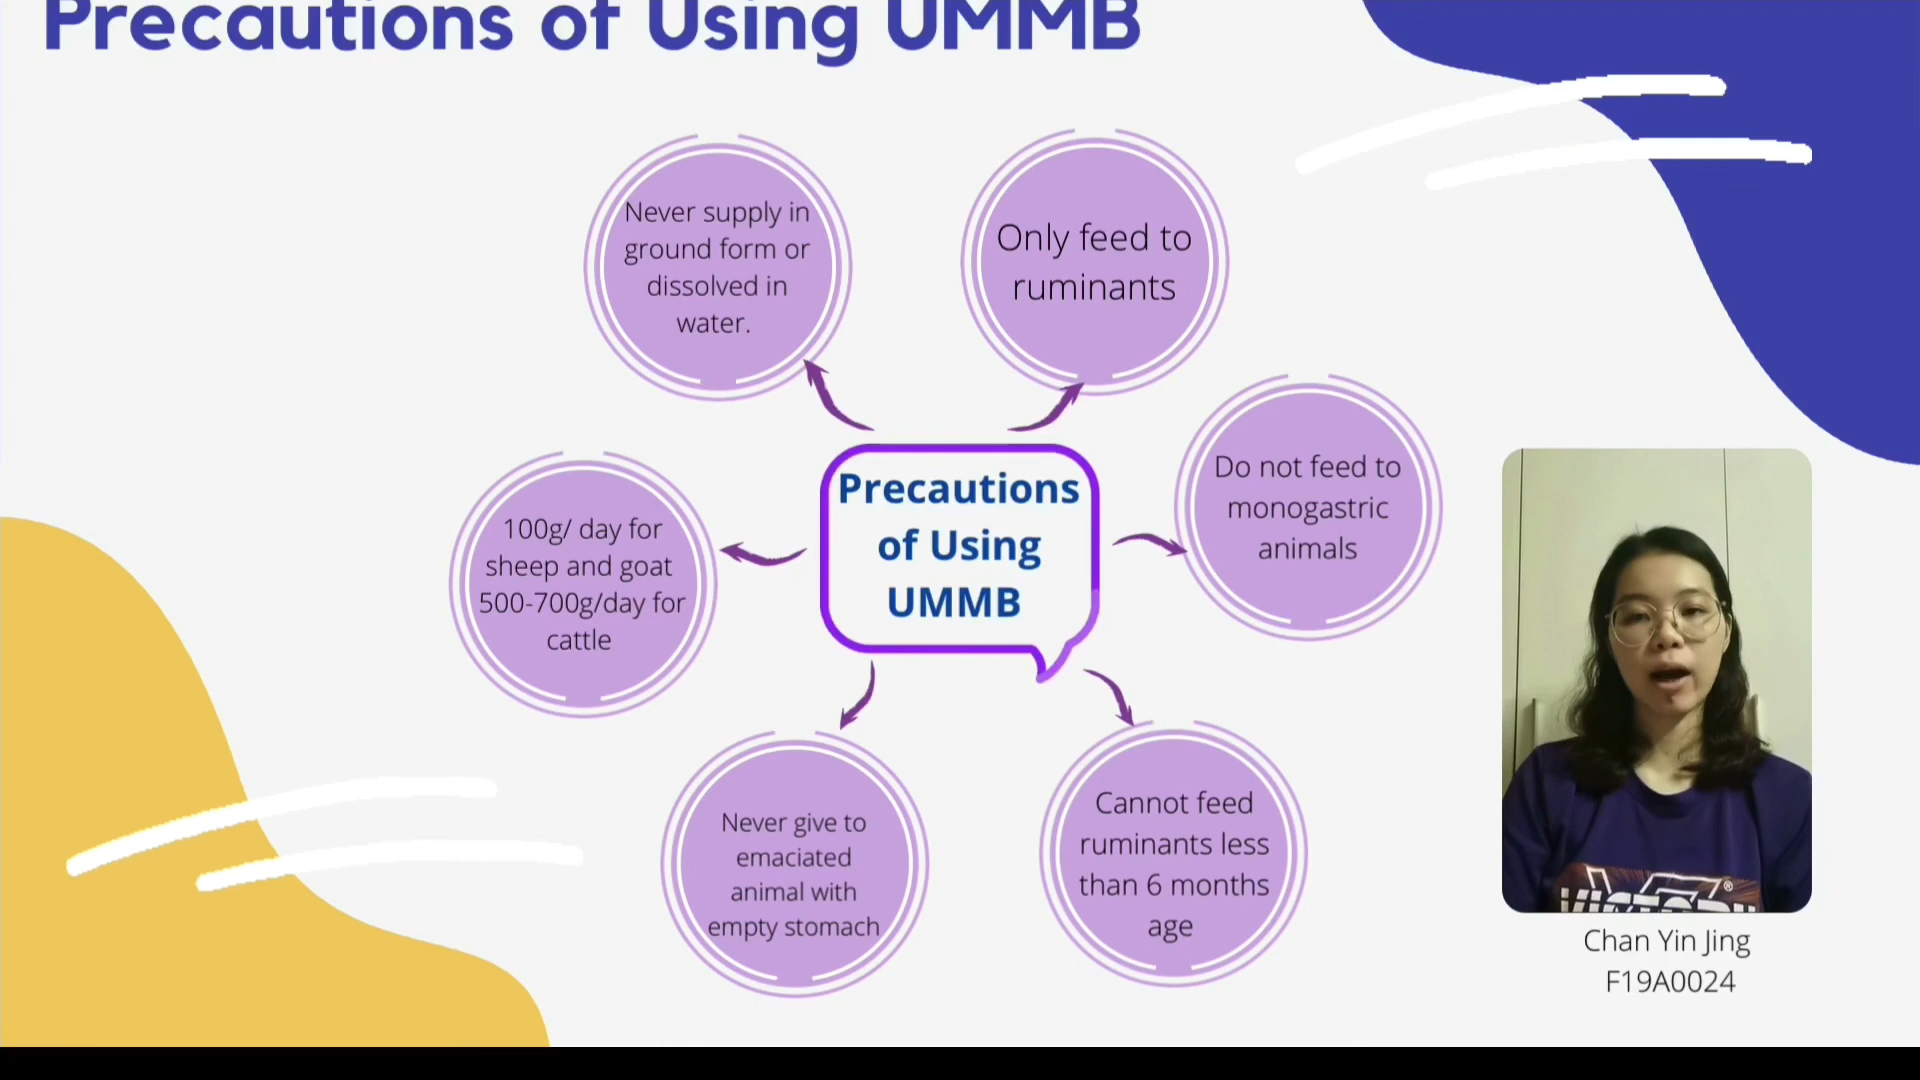 Precautions of Using UMMB
Never supply in
ground form or
dissolved in
water.
Only feed to
ruminants
Do not feed to
monogastric
animals
100g/ day for
sheep and goat
500-700g/day for
cattle
Precautions
of Using
UMMB
Never give to
emaciated
animal with
empty stomach
Cannot feed
ruminants less
than 6 months
age
Chan Yin Jing
F19A0024